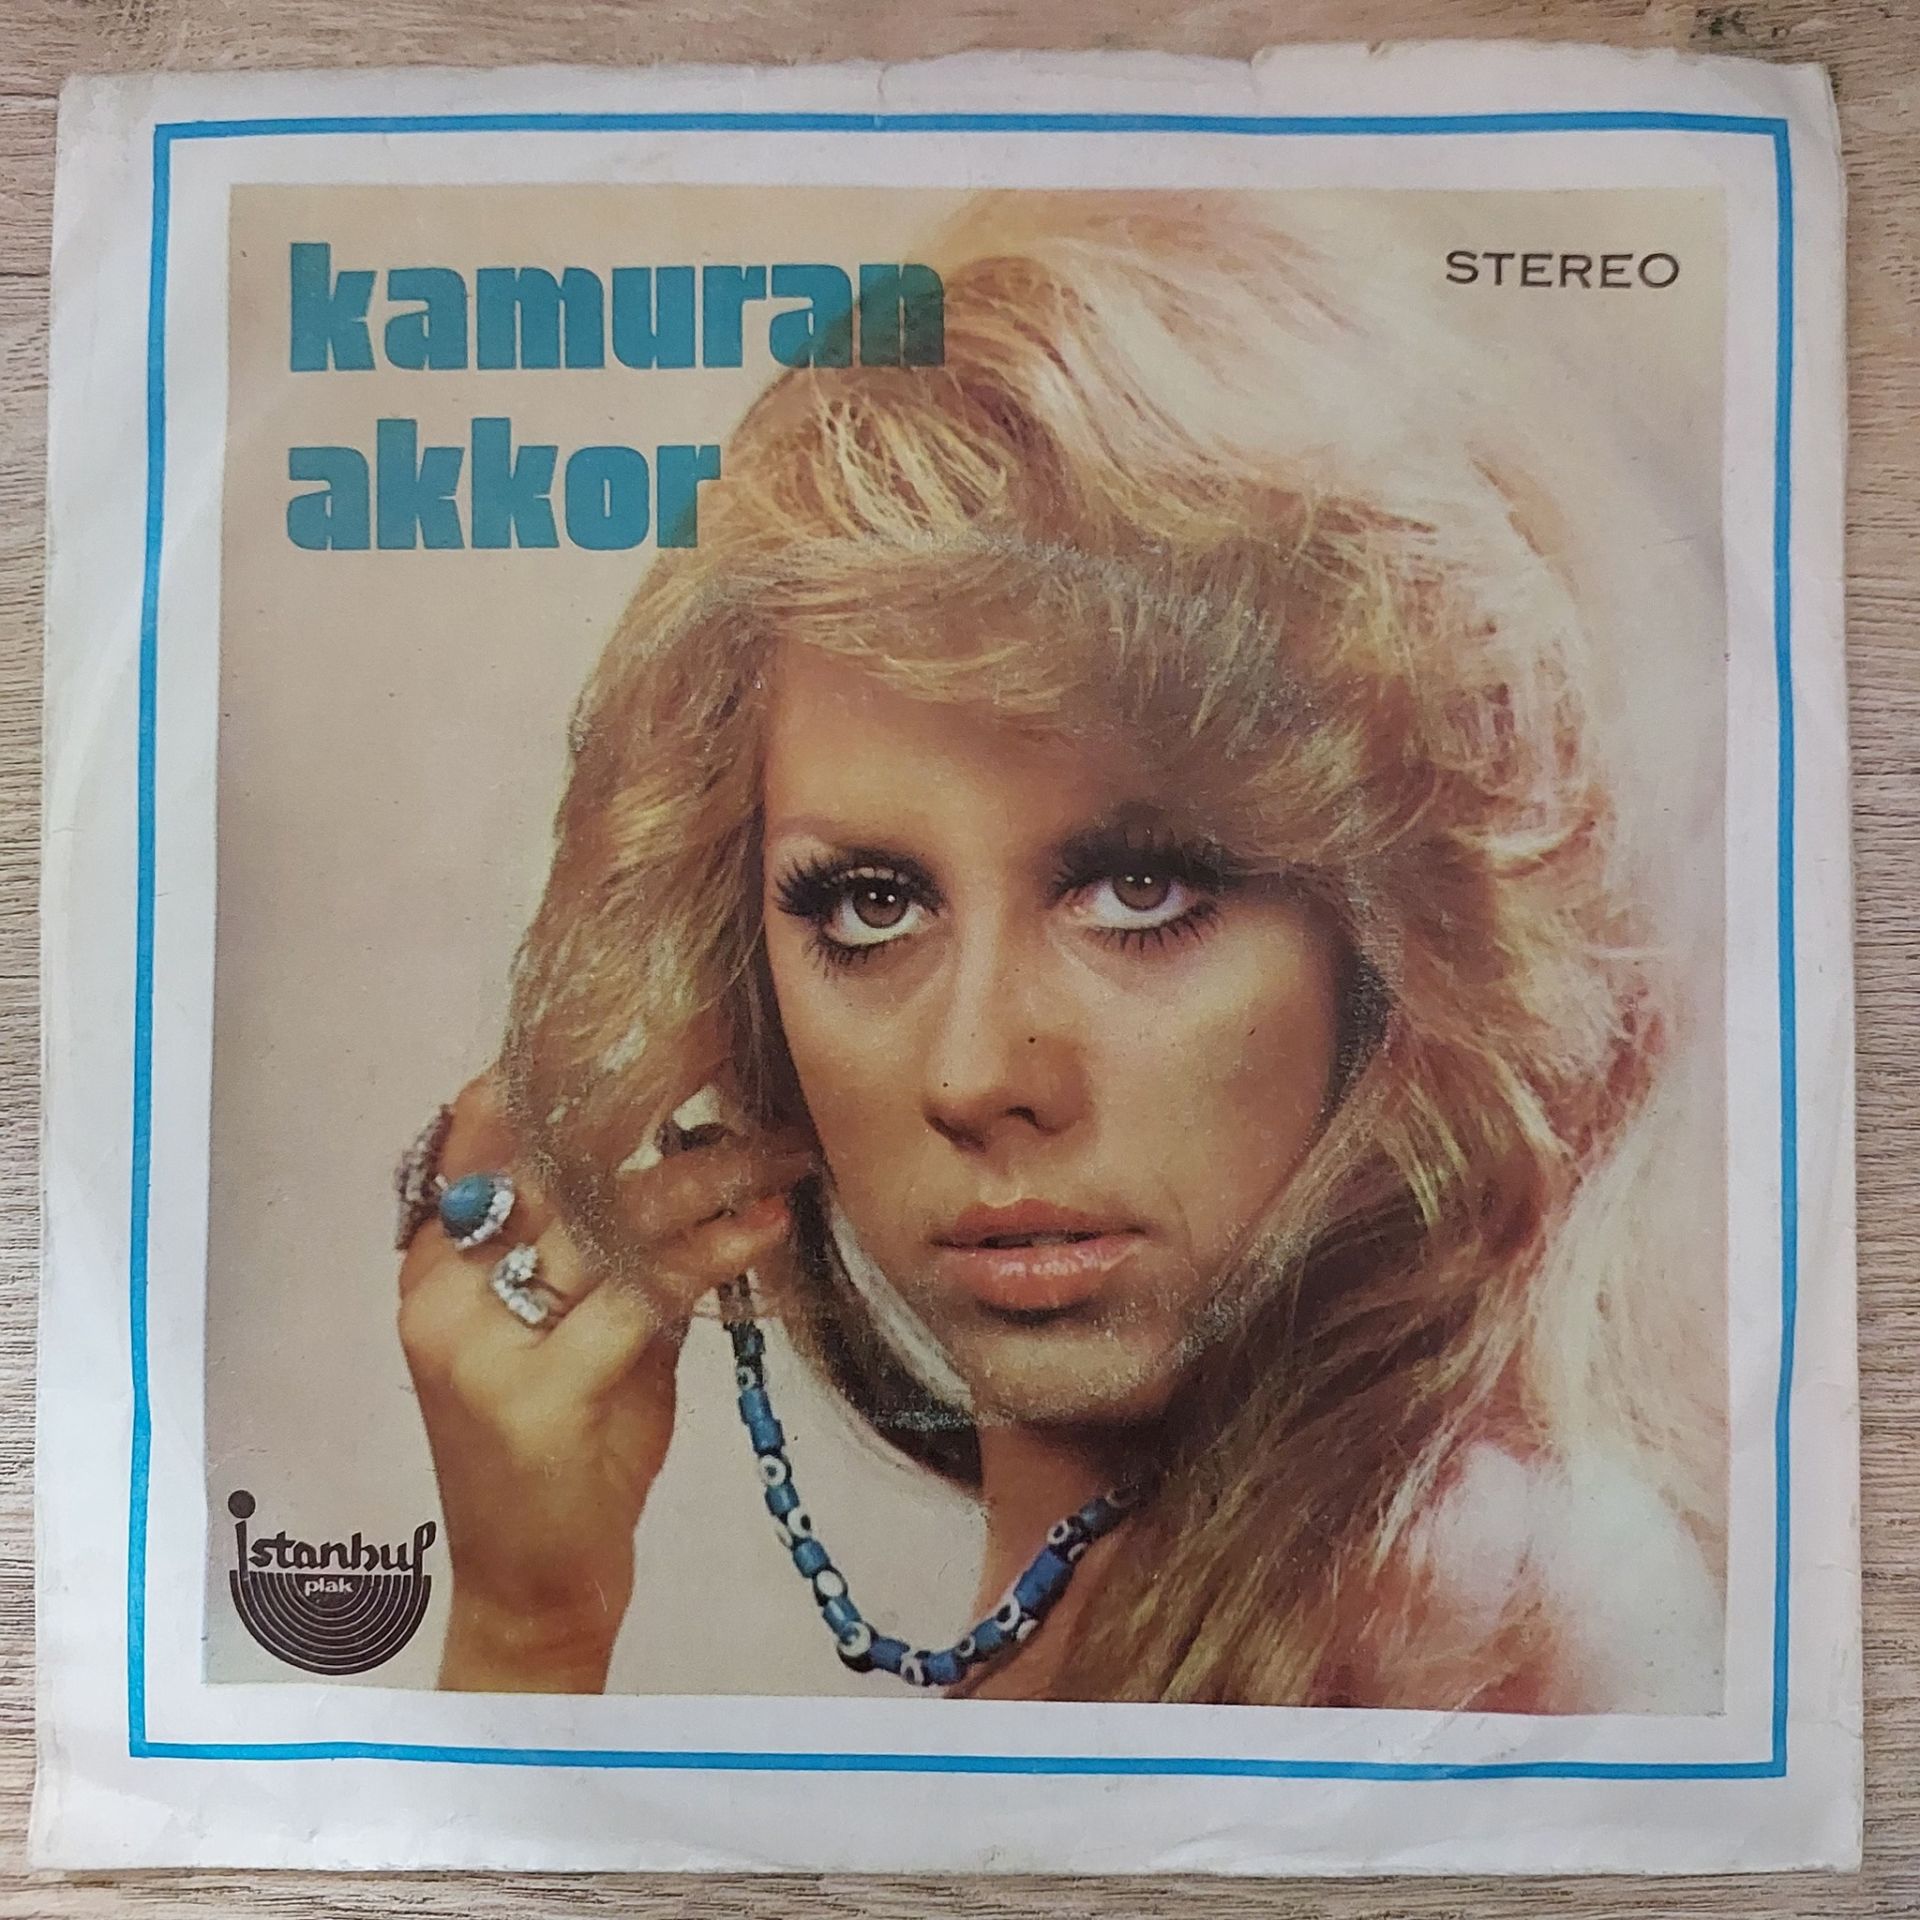 kamuran
akkor
STEREO
istanbul
plak